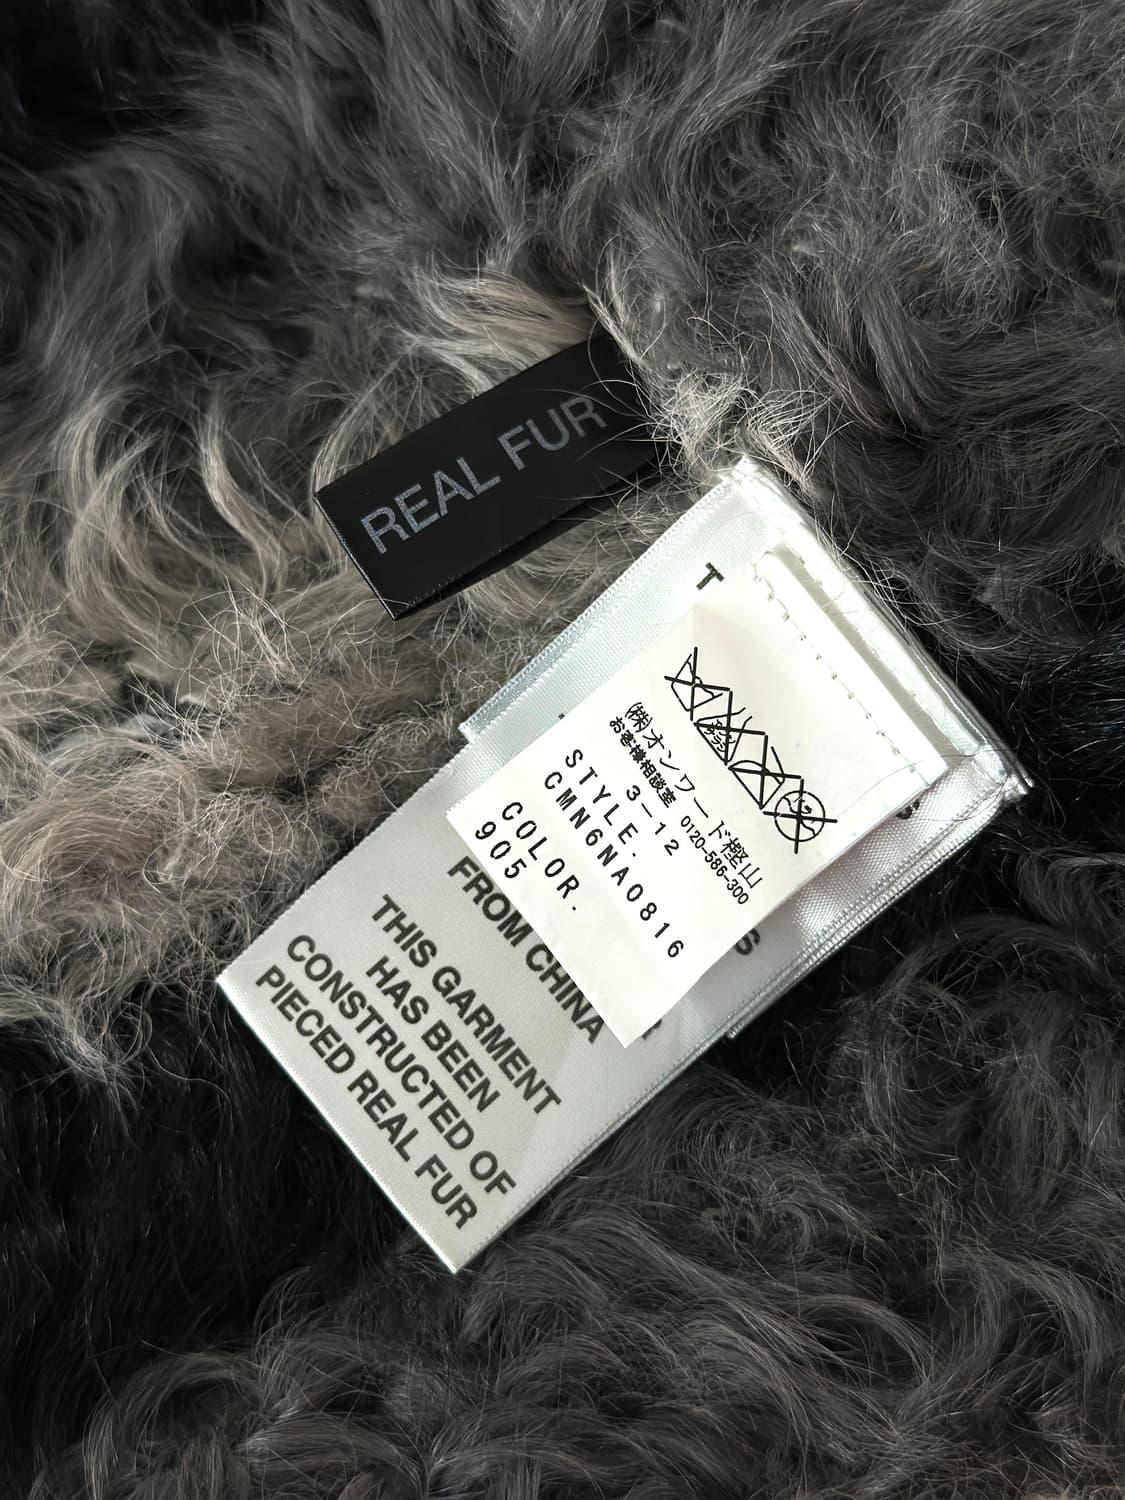 REAL FUR
T
㈱オンワード樫山
お客様相談室 0120-586-300
3-12
STYLE.
CMN6NA0816
COLOR.
905
FROM CHINA
THIS GARMENT
HAS BEEN
CONSTRUCTED OF
PIECED REAL FUR